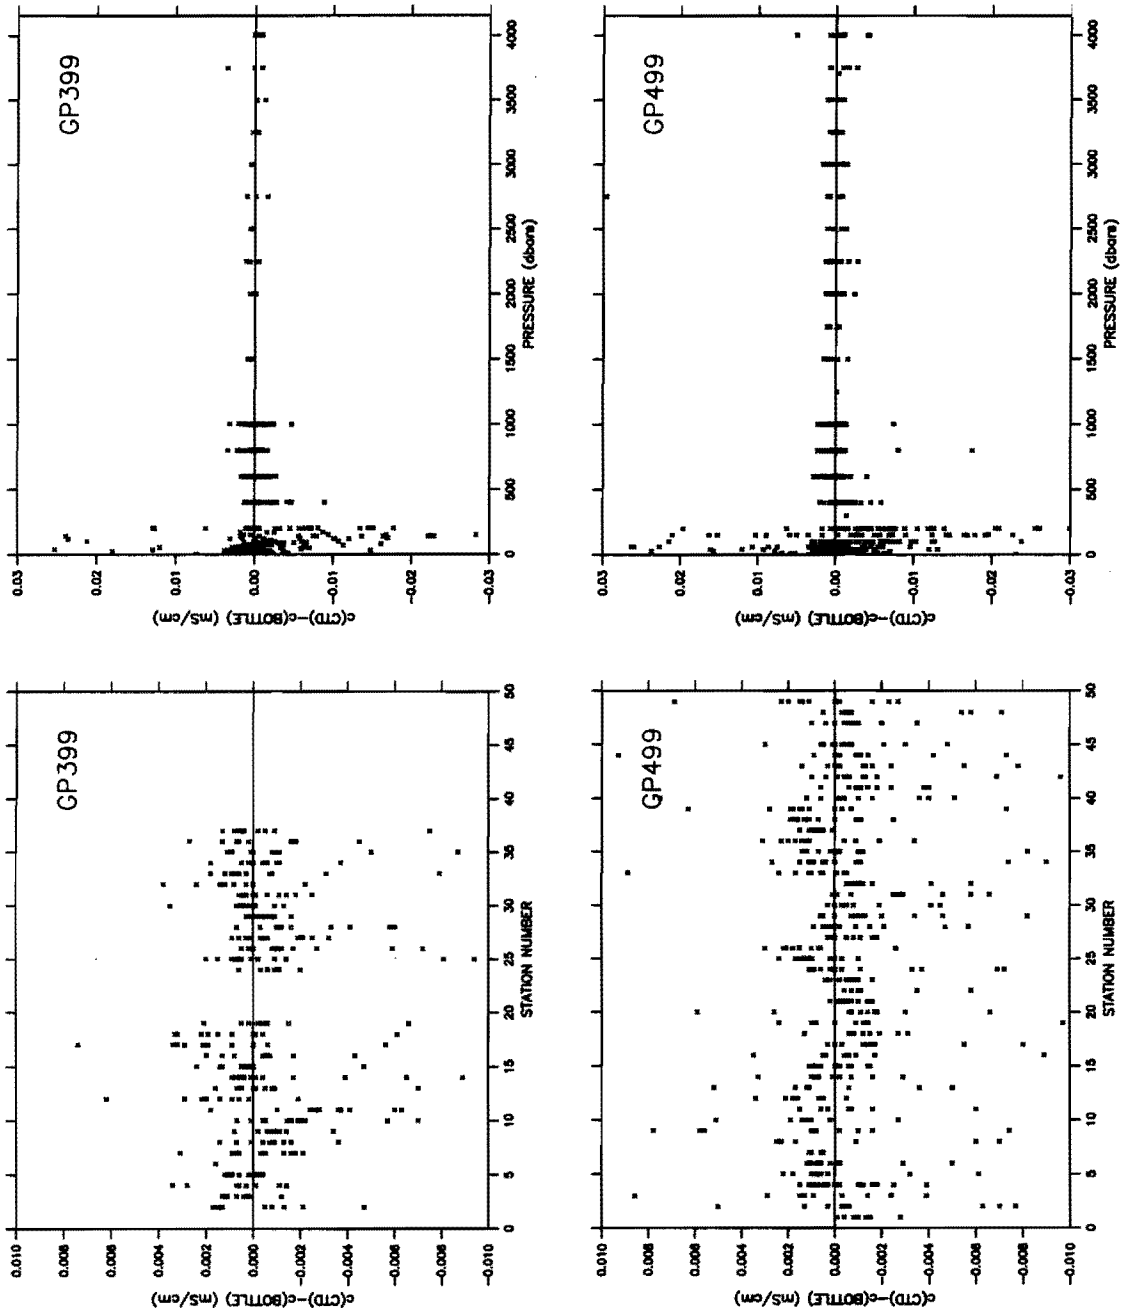 GP399
c(CTD)-c(BOTTLE) (mS/cm)
0.010
0.008
0.006
0.004
0.002
0.000
-0.002
-0.004
-0.006
-0.008
-0.010
0 5 10 15 20 25 30 35 40 45 50
STATION NUMBER
GP399
c(CTD)-c(BOTTLE) (mS/cm)
0.03
0.02
0.01
0.00
-0.01
-0.02
-0.03
0 500 1000 1500 2000 2500 3000 3500 4000
PRESSURE (dbars)
GP499
c(CTD)-c(BOTTLE) (mS/cm)
0.010
0.008
0.006
0.004
0.002
0.000
-0.002
-0.004
-0.006
-0.008
-0.010
0 5 10 15 20 25 30 35 40 45 50
STATION NUMBER
GP499
c(CTD)-c(BOTTLE) (mS/cm)
0.03
0.02
0.01
0.00
-0.01
-0.02
-0.03
0 500 1000 1500 2000 2500 3000 3500 4000
PRESSURE (dbars)